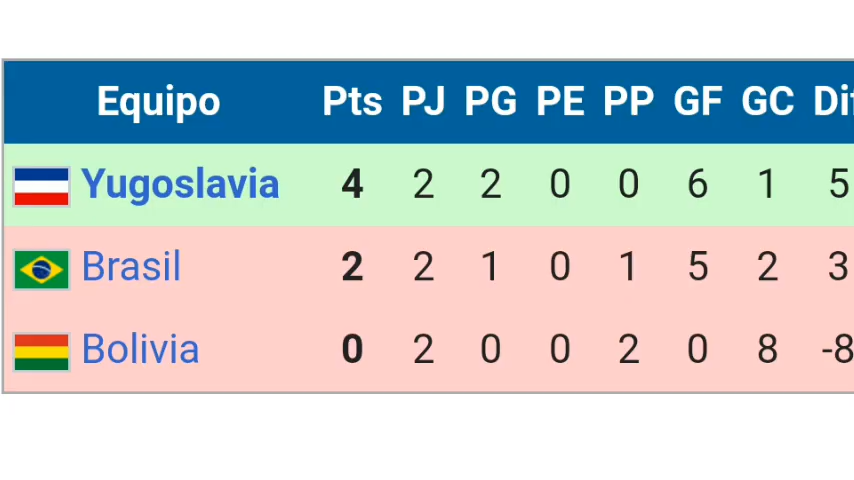 Equipo Pts PJ PG PE PP GF GC
Yugoslavia 4 2 2 0 0 6 1 5
Brasil 2 2 1 0 1 5 2 3
Bolivia 0 2 0 0 2 0 8 -8